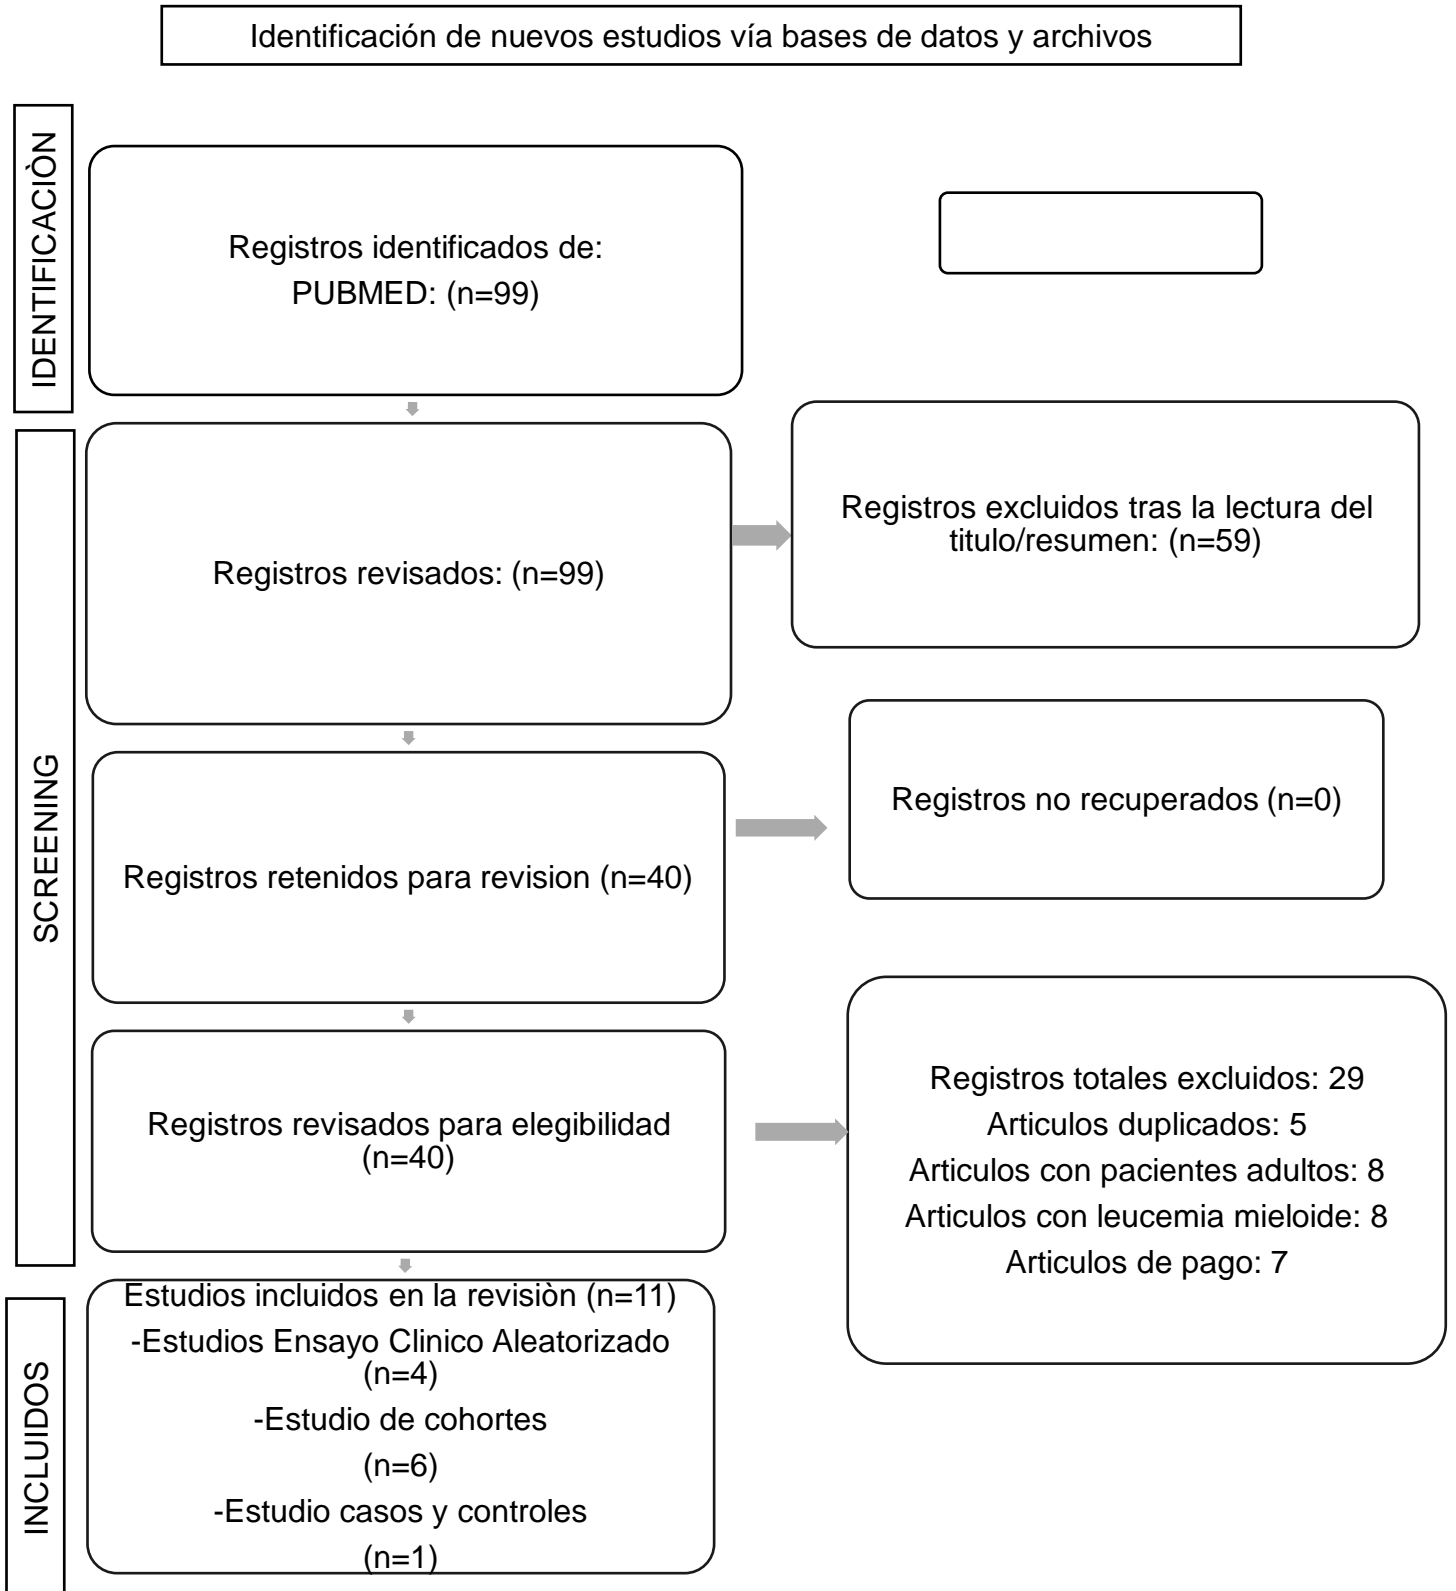 Identificación de nuevos estudios vía bases de datos y archivos
IDENTIFICACIÒN
Registros identificados de:
PUBMED: (n=99)
SCREENING
Registros revisados: (n=99)
Registros excluidos tras la lectura del
titulo/resumen: (n=59)
Registros retenidos para revision (n=40)
Registros no recuperados (n=0)
Registros revisados para elegibilidad
(n=40)
Registros totales excluidos: 29
Articulos duplicados: 5
Articulos con pacientes adultos: 8
Articulos con leucemia mieloide: 8
Articulos de pago: 7
INCLUIDOS
Estudios incluidos en la revisiòn (n=11)
-Estudios Ensayo Clinico Aleatorizado
(n=4)
-Estudio de cohortes
(n=6)
-Estudio casos y controles
(n=1)